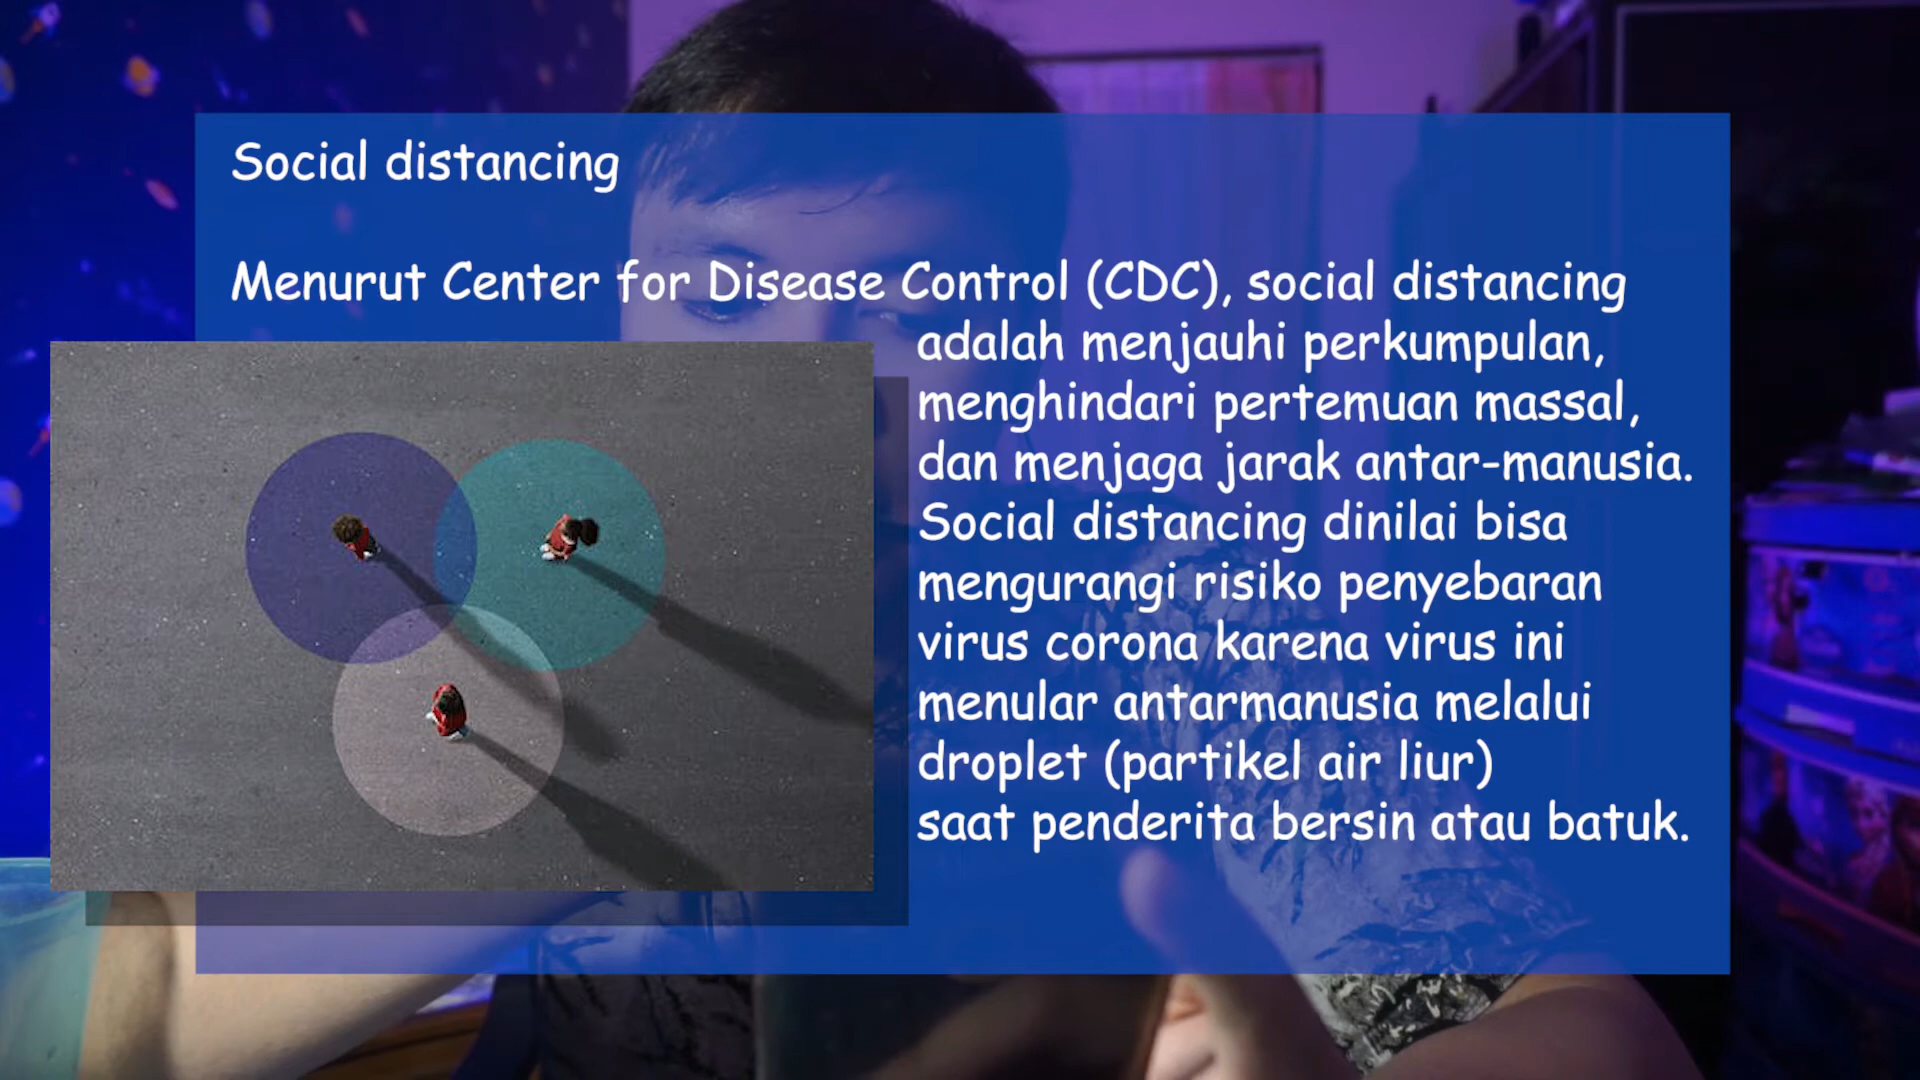 Social distancing
Menurut Center for Disease Control (CDC), social distancing
adalah menjauhi perkumpulan,
menghindari pertemuan massal,
dan menjaga jarak antar-manusia.
Social distancing dinilai bisa
mengurangi risiko penyebaran
virus corona karena virus ini
menular antarmanusia melalui
droplet (partikel air liur)
saat penderita bersin atau batuk.